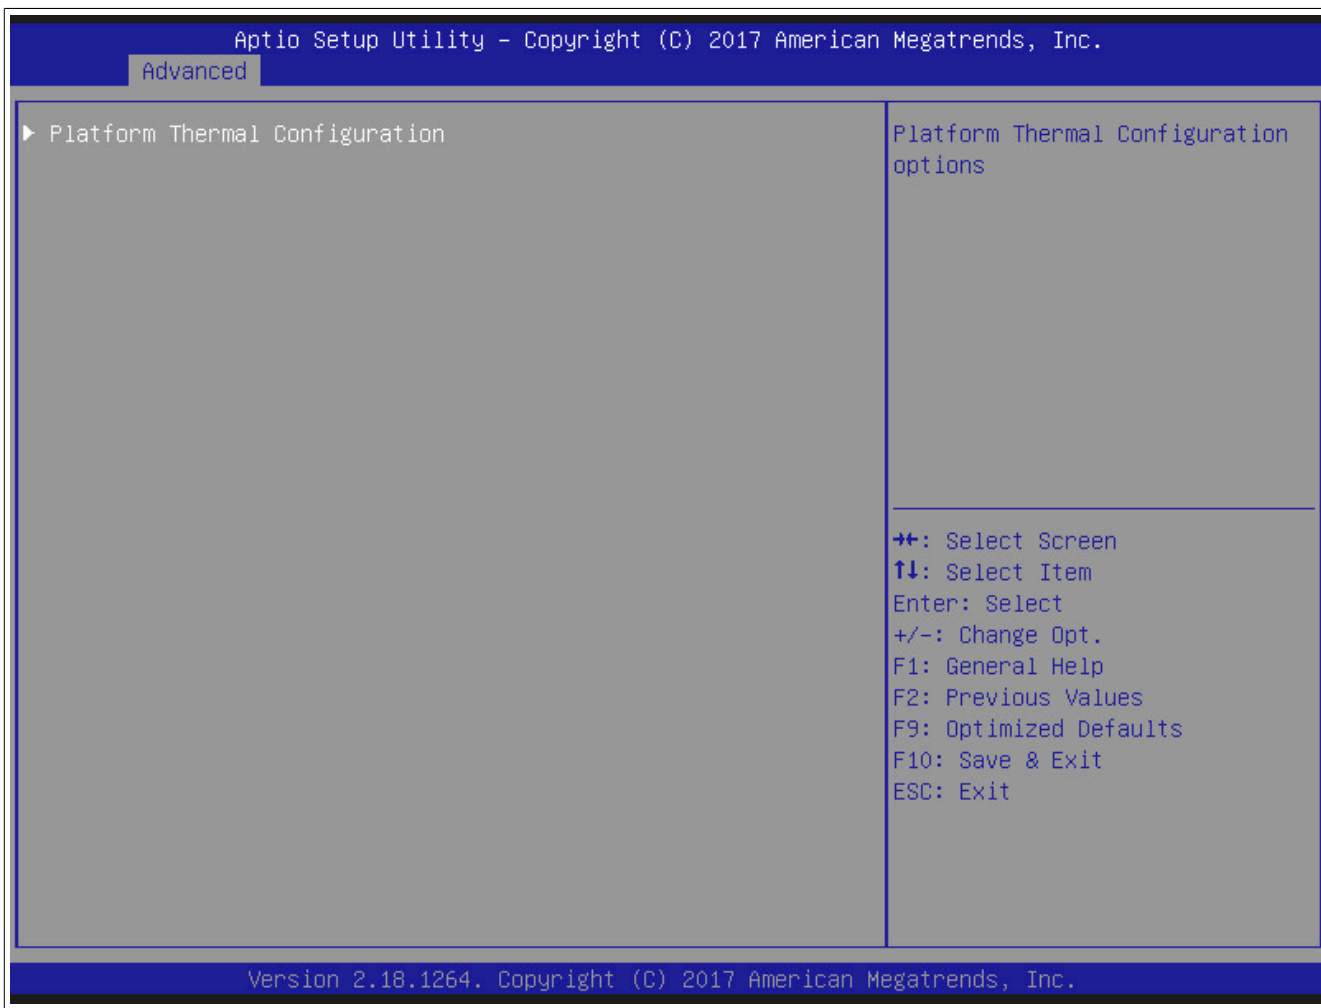 Aptio Setup Utility – Copyright (C) 2017 American Megatrends, Inc.
Advanced
▶ Platform Thermal Configuration
Platform Thermal Configuration
options
→←: Select Screen
↑↓: Select Item
Enter: Select
+/-: Change Opt.
F1: General Help
F2: Previous Values
F9: Optimized Defaults
F10: Save & Exit
ESC: Exit
Version 2.18.1264. Copyright (C) 2017 American Megatrends, Inc.